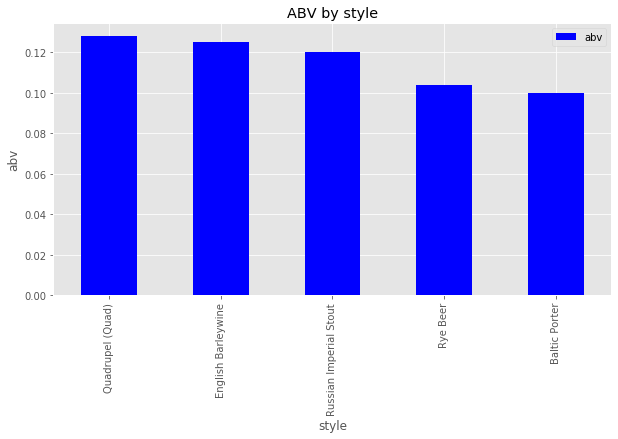 ABV by style
abv
abv
0.12
0.10
0.08
0.06
0.04
0.02
0.00
Quadrupel (Quad)
English Barleywine
Russian Imperial Stout
Rye Beer
Baltic Porter
style